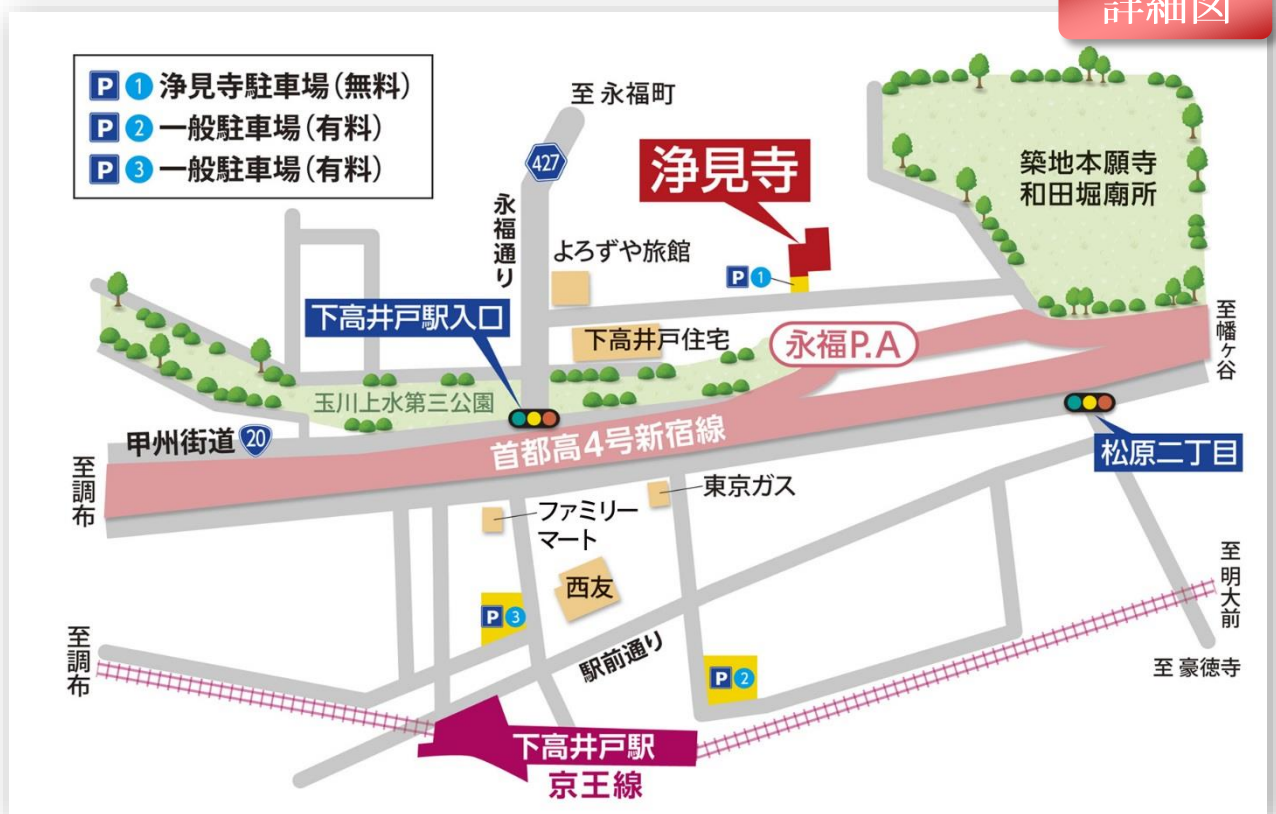 詳細図
P 1 浄見寺駐車場(無料)
P 2 一般駐車場(有料)
P 3 一般駐車場(有料)
至 永福町
427
永福通り
浄見寺
築地本願寺
和田堀廟所
よろずや旅館
P 1
下高井戸駅入口
下高井戸住宅
永福P.A
至幡ヶ谷
玉川上水第三公園
甲州街道 20
首都高4号新宿線
松原二丁目
至調布
東京ガス
ファミリー
マート
西友
至明大前
P 3
駅前通り
至調布
P 2
至 豪徳寺
下高井戸駅
京王線